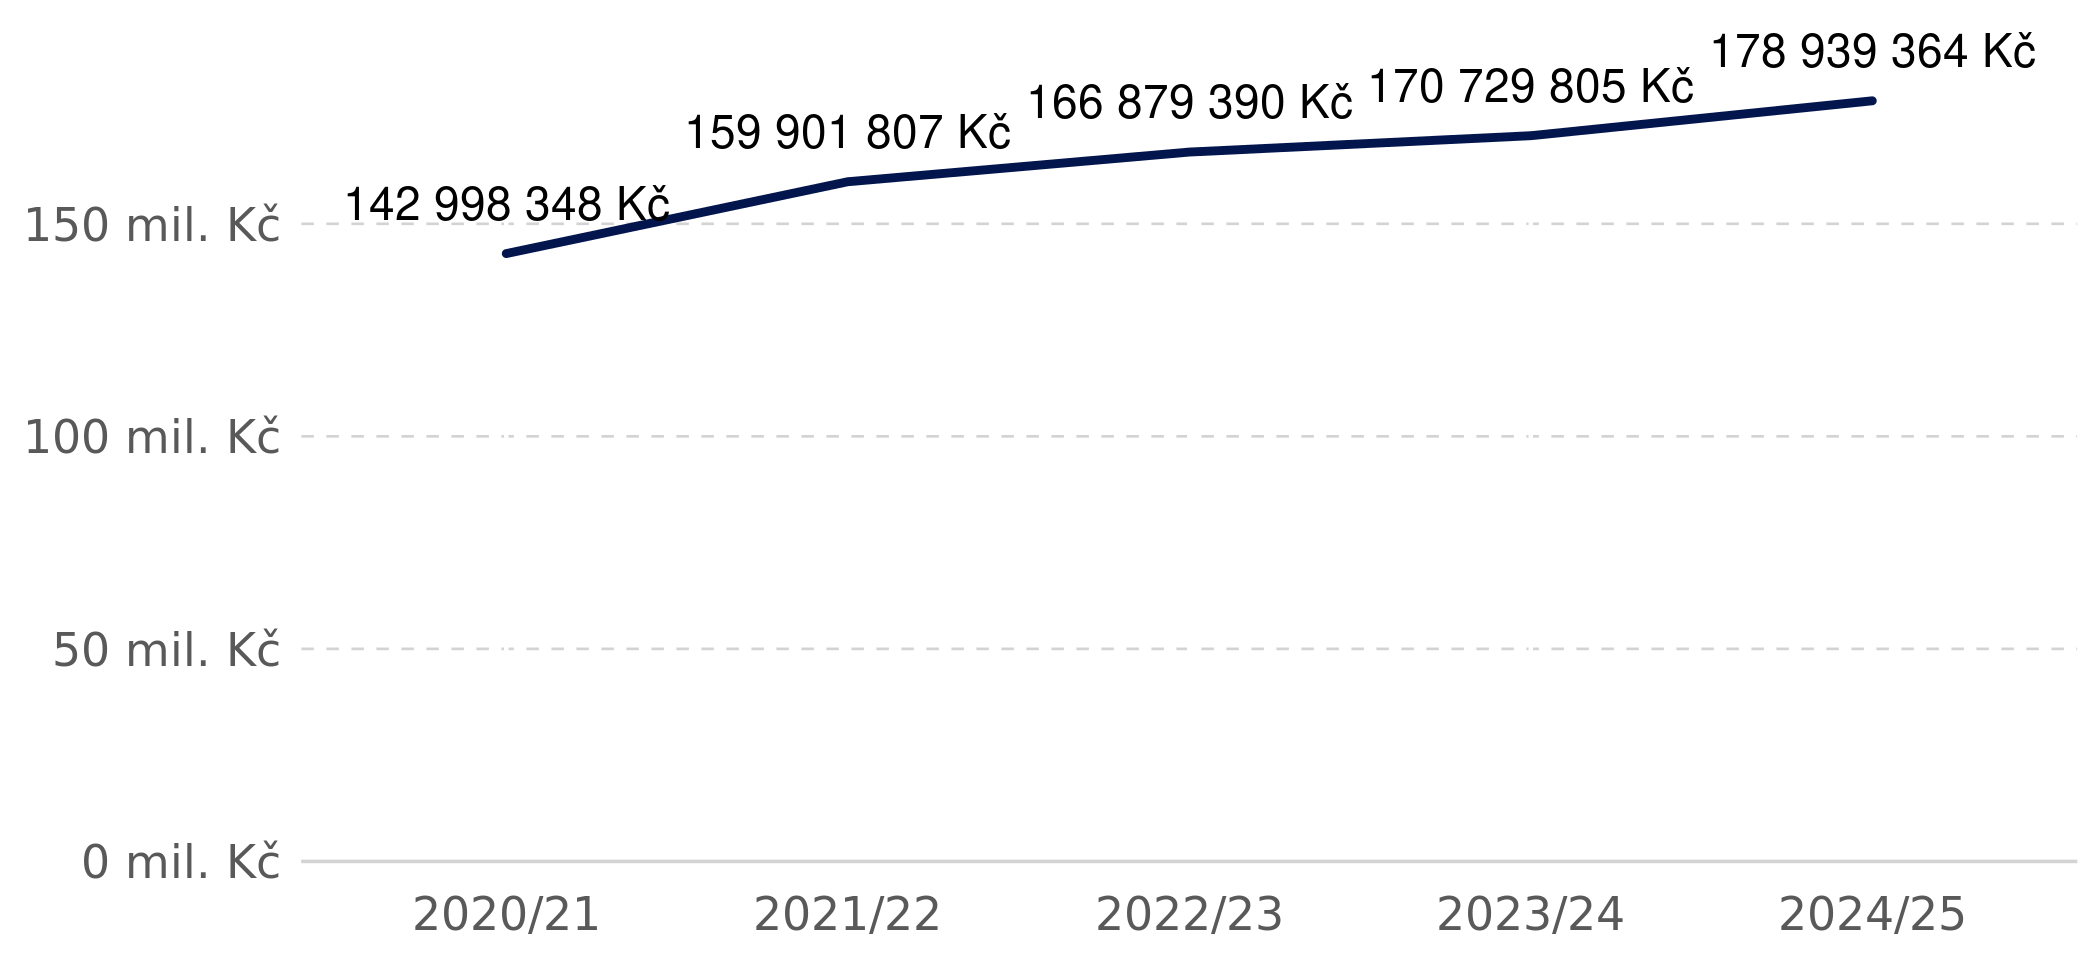 178 939 364 Kč
170 729 805 Kč
166 879 390 Kč
159 901 807 Kč
142 998 348 Kč
150 mil. Kč
100 mil. Kč
50 mil. Kč
0 mil. Kč
2020/21
2021/22
2022/23
2023/24
2024/25